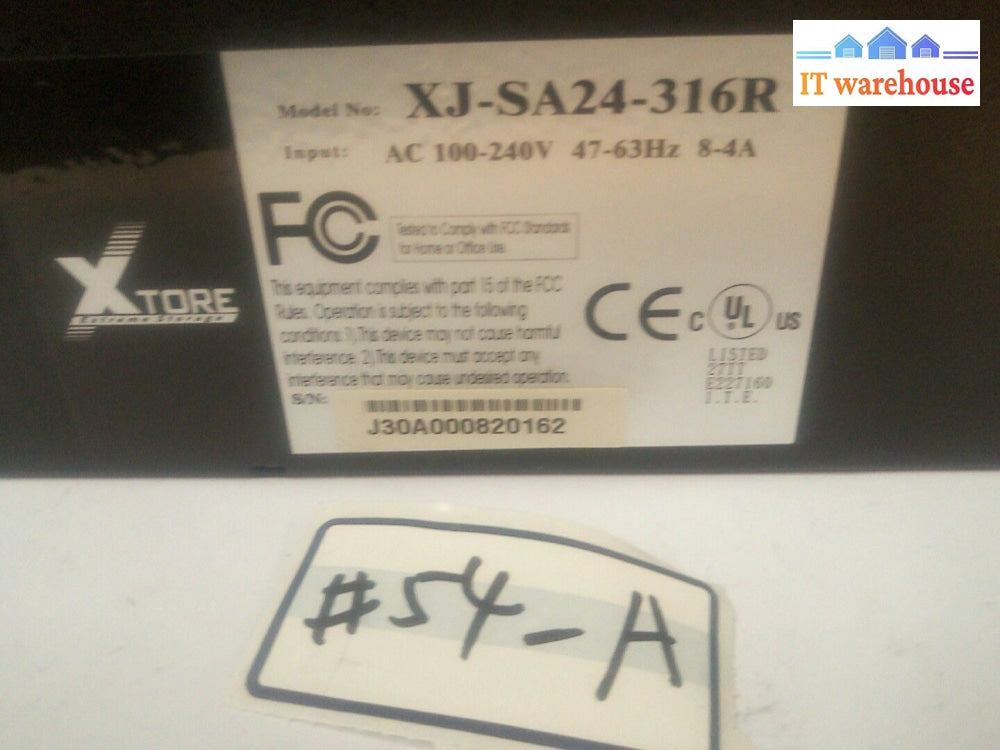 IT warehouse
Model No: XJ-SA24-316R
Input: AC 100-240V 47-63Hz 8-4A
FC
Tested to Comply with FCC Standards
for Home or Office Use
This equipment complies with part 15 of the FCC
Rules. Operation is subject to the following
conditions. 1),This device may not cause harmful
interference. 2),This device must accept any
interference that may cause undesired operation.
XTORE
Extreme Storage
CE C UL US
LISTED
27II
E227160
I.T.E.
S/N:
J30A000820162
#54-A